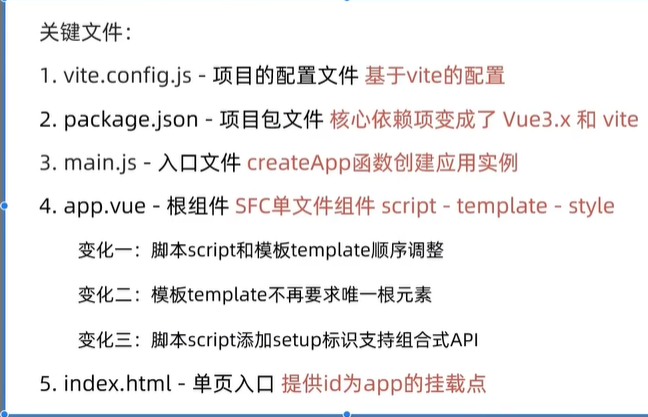 关键文件：
1. vite.config.js - 项目的配置文件 基于vite的配置
2. package.json - 项目包文件 核心依赖项变成了 Vue3.x 和 vite
3. main.js - 入口文件 createApp函数创建应用实例
4. app.vue - 根组件 SFC单文件组件 script - template - style
变化一：脚本script和模板template顺序调整
变化二：模板template不再要求唯一根元素
变化三：脚本script添加setup标识支持组合式API
5. index.html - 单页入口 提供id为app的挂载点